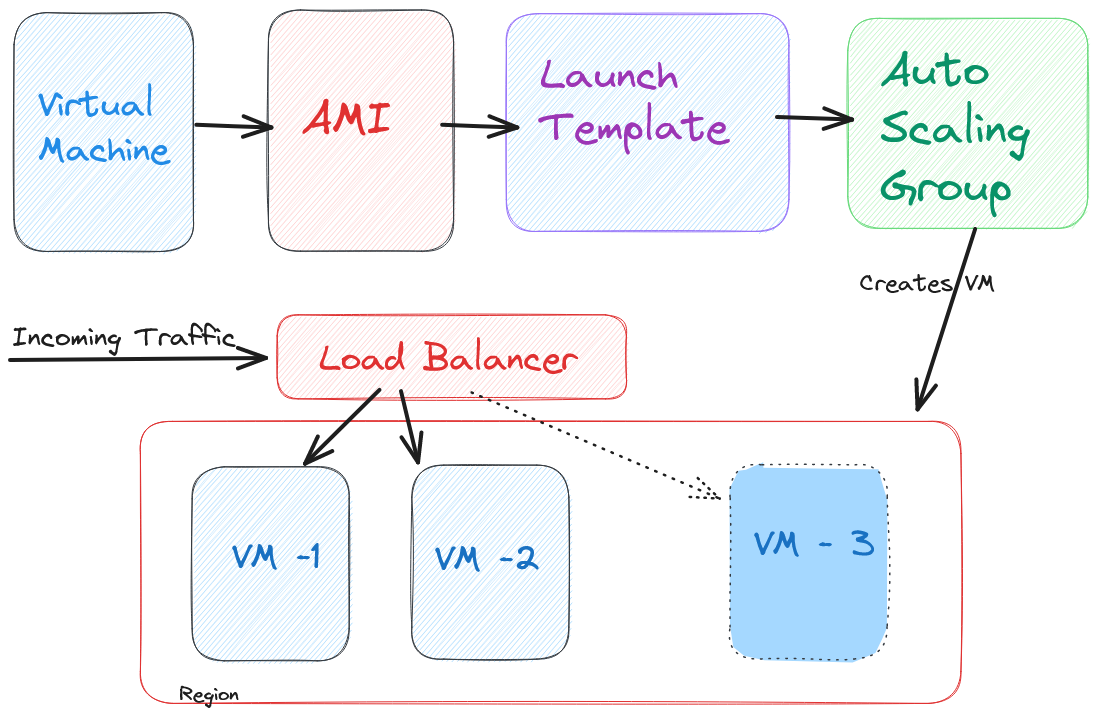 Virtual
Machine
AMI
Launch
Template
Auto
Scaling
Group
Creates VM
Incoming Traffic
Load Balancer
VM -1
VM -2
VM - 3
Region